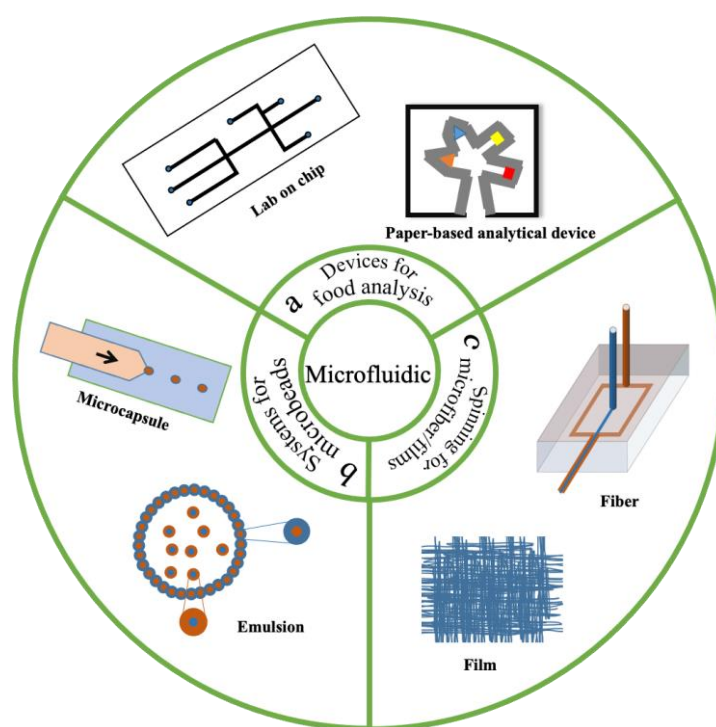 Lab on chip
Paper-based analytical device
a Devices for
food analysis
Microfluidic
b Systems for
microbeads
c Spinning for
microfiber/films
Microcapsule
Emulsion
Fiber
Film